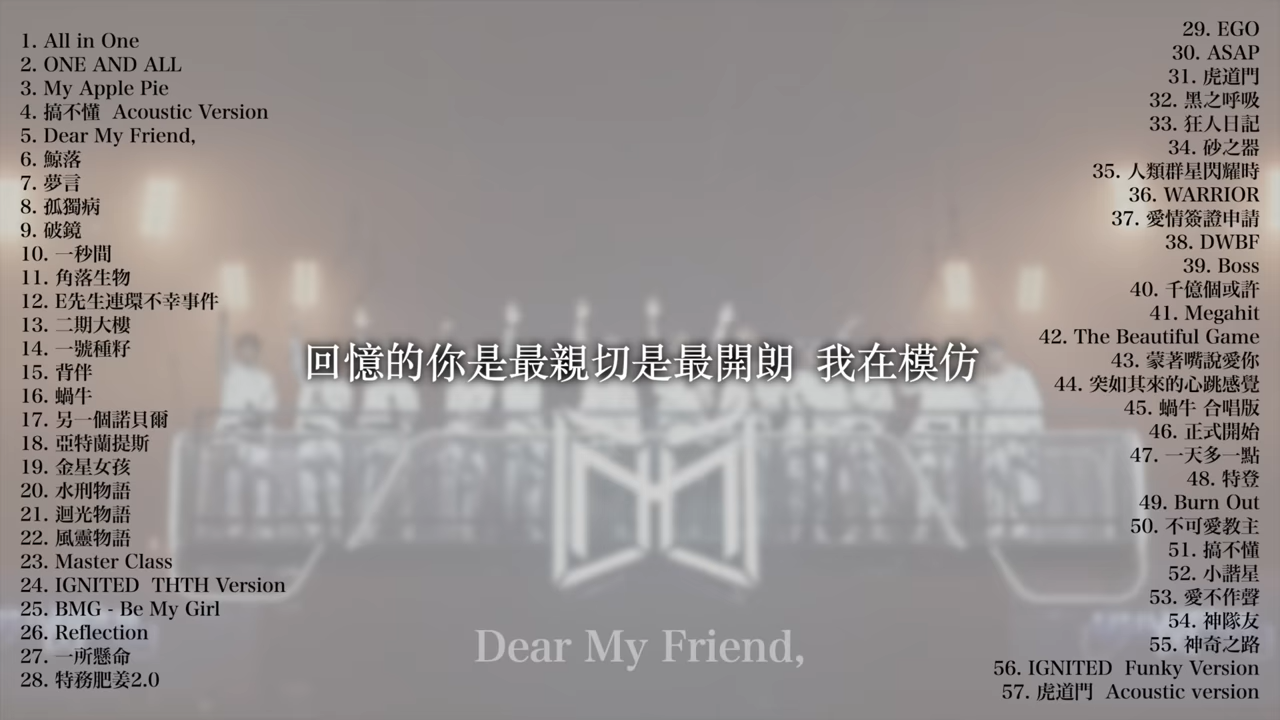 1. All in One
2. ONE AND ALL
3. My Apple Pie
4. 搞不懂  Acoustic Version
5. Dear My Friend,
6. 鯨落
7. 夢言
8. 孤獨病
9. 破鏡
10. 一秒間
11. 角落生物
12. E先生連環不幸事件
13. 二期大樓
14. 一號種籽
15. 背伴
16. 蝸牛
17. 另一個諾貝爾
18. 亞特蘭提斯
19. 金星女孩
20. 水刑物語
21. 迴光物語
22. 風靈物語
23. Master Class
24. IGNITED  THTH Version
25. BMG - Be My Girl
26. Reflection
27. 一所懸命
28. 特務肥姜2.0
回憶的你是最親切是最開朗  我在模仿
Dear My Friend,
29. EGO
30. ASAP
31. 虎道門
32. 黑之呼吸
33. 狂人日記
34. 砂之器
35. 人類群星閃耀時
36. WARRIOR
37. 愛情簽證申請
38. DWBF
39. Boss
40. 千億個或許
41. Megahit
42. The Beautiful Game
43. 蒙著嘴說愛你
44. 突如其來的心跳感覺
45. 蝸牛 合唱版
46. 正式開始
47. 一天多一點
48. 特登
49. Burn Out
50. 不可愛教主
51. 搞不懂
52. 小諧星
53. 愛不作聲
54. 神隊友
55. 神奇之路
56. IGNITED  Funky Version
57. 虎道門  Acoustic version